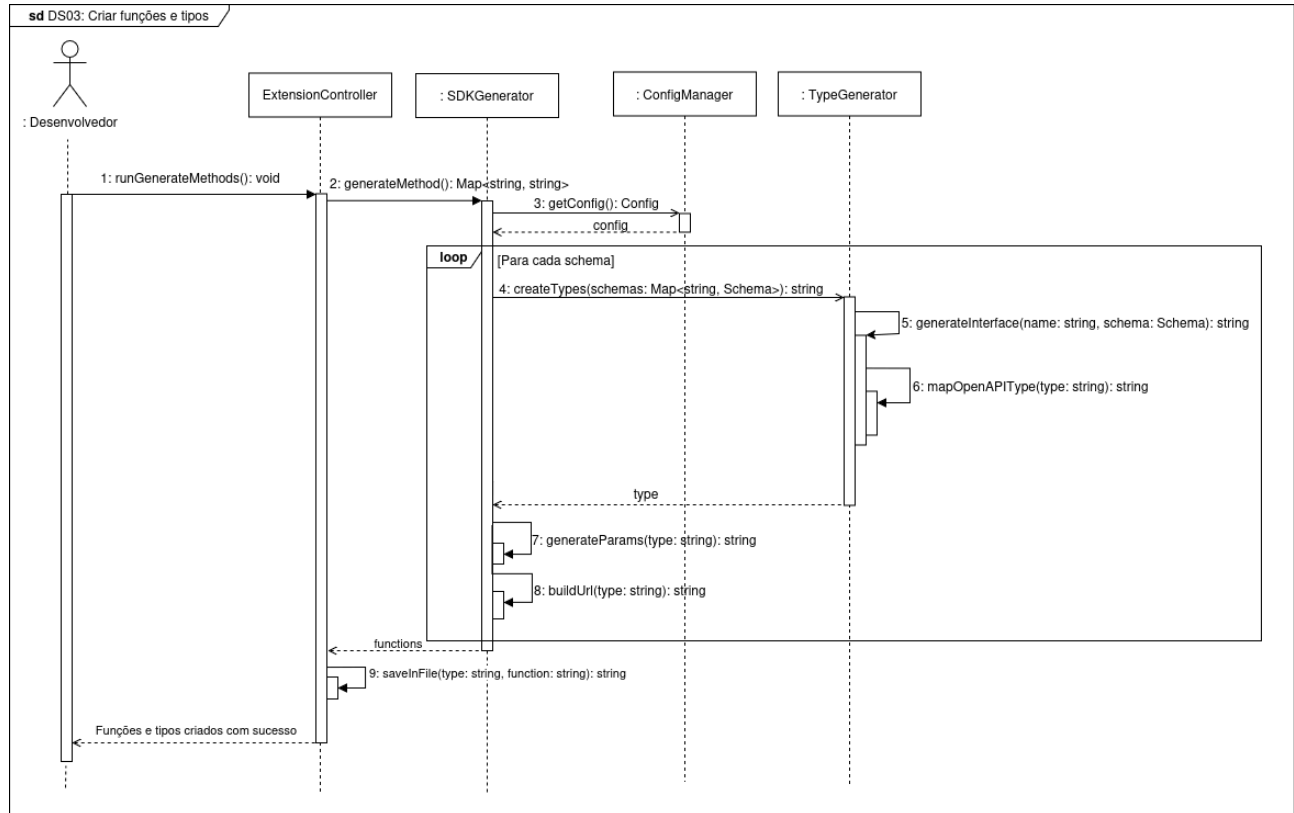 sd DS03: Criar funções e tipos
: Desenvolvedor
ExtensionController
: SDKGenerator
: ConfigManager
: TypeGenerator
1: runGenerateMethods(): void
2: generateMethod(): Map<string, string>
3: getConfig(): Config
config
loop
[Para cada schema]
4: createTypes(schemas: Map<string, Schema>): string
5: generateInterface(name: string, schema: Schema): string
6: mapOpenAPIType(type: string): string
type
7: generateParams(type: string): string
8: buildUrl(type: string): string
functions
9: saveInFile(type: string, function: string): string
Funções e tipos criados com sucesso